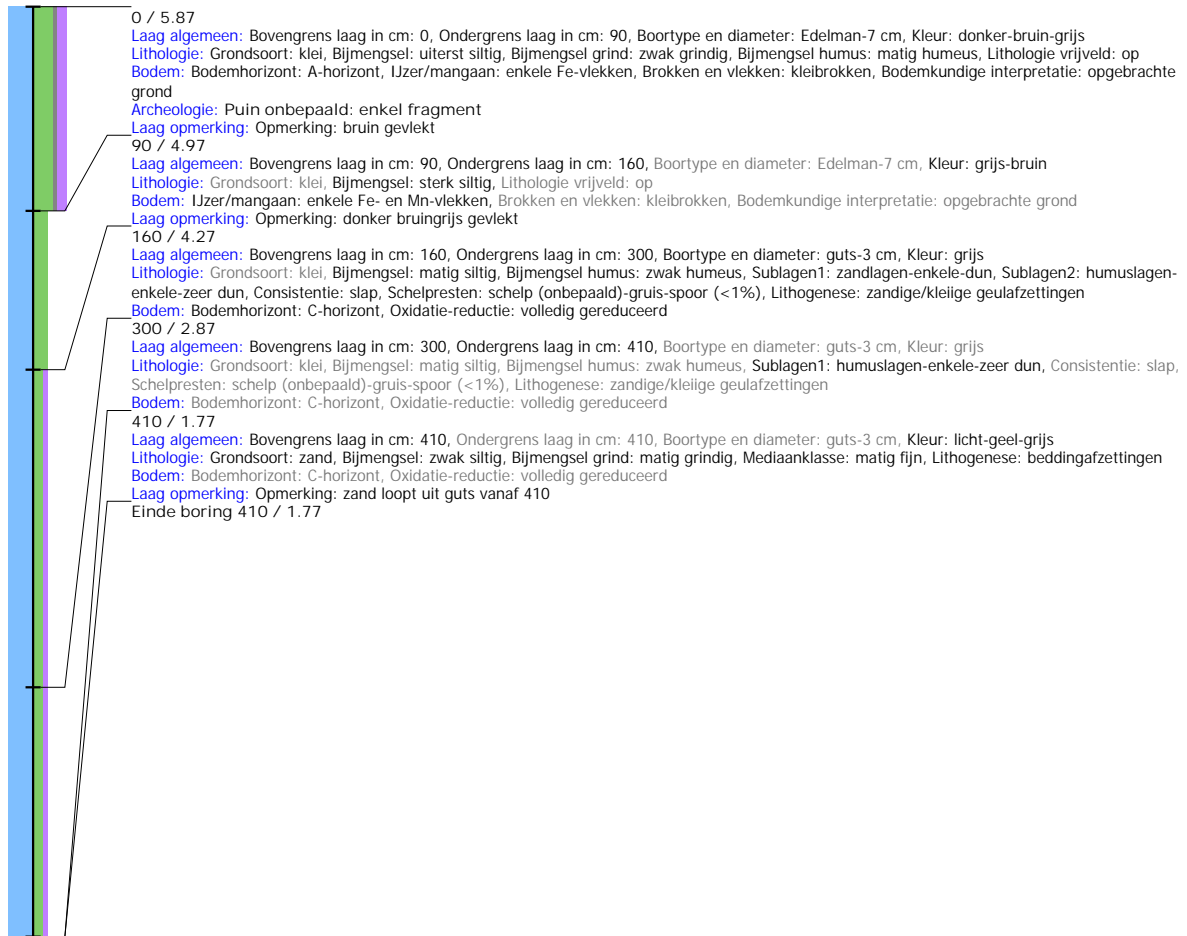 0 / 5.87
Laag algemeen: Bovengrens laag in cm: 0, Ondergrens laag in cm: 90, Boortype en diameter: Edelman-7 cm, Kleur: donker-bruin-grijs
Lithologie: Grondsoort: klei, Bijmengsel: uiterst siltig, Bijmengsel grind: zwak grindig, Bijmengsel humus: matig humeus, Lithologie vrijveld: op
Bodem: Bodemhorizont: A-horizont, IJzer/mangaan: enkele Fe-vlekken, Brokken en vlekken: kleibrokken, Bodemkundige interpretatie: opgebrachte
grond
Archeologie: Puin onbepaald: enkel fragment
Laag opmerking: Opmerking: bruin gevlekt
90 / 4.97
Laag algemeen: Bovengrens laag in cm: 90, Ondergrens laag in cm: 160, Boortype en diameter: Edelman-7 cm, Kleur: grijs-bruin
Lithologie: Grondsoort: klei, Bijmengsel: sterk siltig, Lithologie vrijveld: op
Bodem: IJzer/mangaan: enkele Fe- en Mn-vlekken, Brokken en vlekken: kleibrokken, Bodemkundige interpretatie: opgebrachte grond
Laag opmerking: Opmerking: donker bruingrijs gevlekt
160 / 4.27
Laag algemeen: Bovengrens laag in cm: 160, Ondergrens laag in cm: 300, Boortype en diameter: guts-3 cm, Kleur: grijs
Lithologie: Grondsoort: klei, Bijmengsel: matig siltig, Bijmengsel humus: zwak humeus, Sublagen1: zandlagen-enkele-dun, Sublagen2: humuslagen-
enkele-zeer dun, Consistentie: slap, Schelpresten: schelp (onbepaald)-gruis-spoor (<1%), Lithogenese: zandige/kleiige geulafzettingen
Bodem: Bodemhorizont: C-horizont, Oxidatie-reductie: volledig gereduceerd
300 / 2.87
Laag algemeen: Bovengrens laag in cm: 300, Ondergrens laag in cm: 410, Boortype en diameter: guts-3 cm, Kleur: grijs
Lithologie: Grondsoort: klei, Bijmengsel: matig siltig, Bijmengsel humus: zwak humeus, Sublagen1: humuslagen-enkele-zeer dun, Consistentie: slap,
Schelpresten: schelp (onbepaald)-gruis-spoor (<1%), Lithogenese: zandige/kleiige geulafzettingen
Bodem: Bodemhorizont: C-horizont, Oxidatie-reductie: volledig gereduceerd
410 / 1.77
Laag algemeen: Bovengrens laag in cm: 410, Ondergrens laag in cm: 410, Boortype en diameter: guts-3 cm, Kleur: licht-geel-grijs
Lithologie: Grondsoort: zand, Bijmengsel: zwak siltig, Bijmengsel grind: matig grindig, Mediaanklasse: matig fijn, Lithogenese: beddingafzettingen
Bodem: Bodemhorizont: C-horizont, Oxidatie-reductie: volledig gereduceerd
Laag opmerking: Opmerking: zand loopt uit guts vanaf 410
Einde boring 410 / 1.77